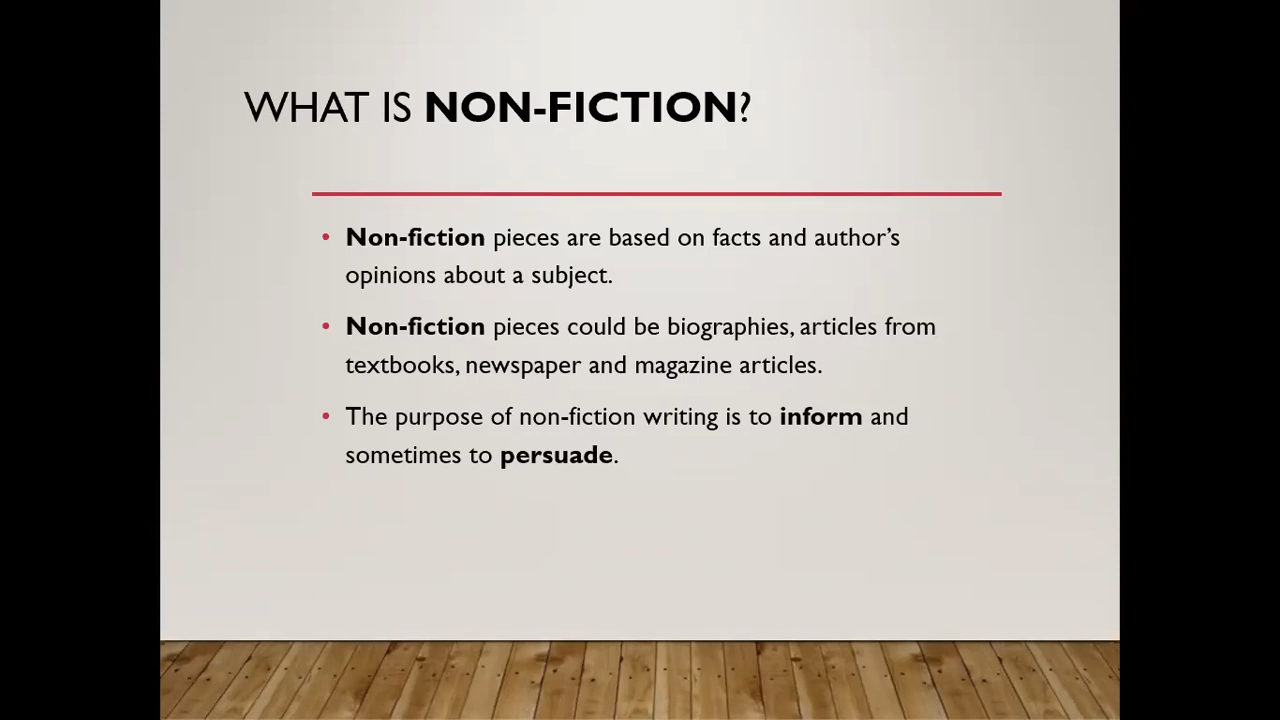 WHAT IS NON-FICTION?
• Non-fiction pieces are based on facts and author’s
opinions about a subject.
• Non-fiction pieces could be biographies, articles from
textbooks, newspaper and magazine articles.
• The purpose of non-fiction writing is to inform and
sometimes to persuade.